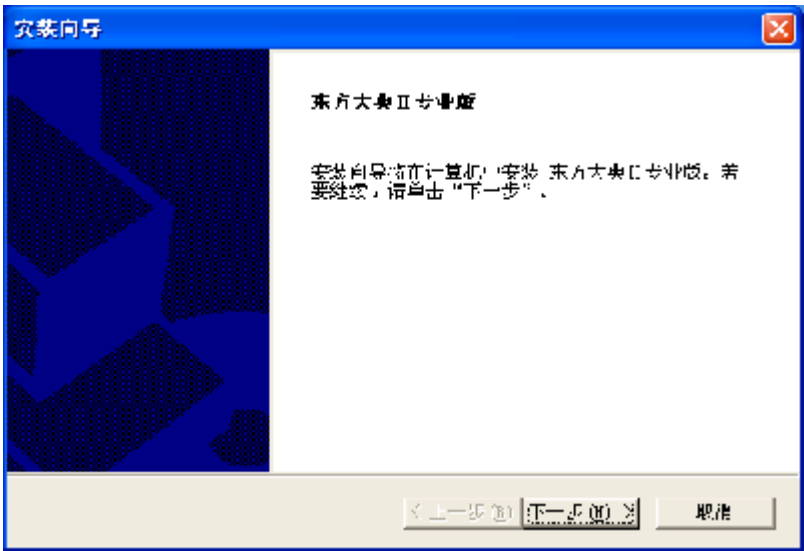 安装向导
东方大典II专业版
安装向导将在计算机中安装 东方大典II专业版。若
要继续，请单击“下一步”。
< 上一步(B)
下一步(N) >
取消